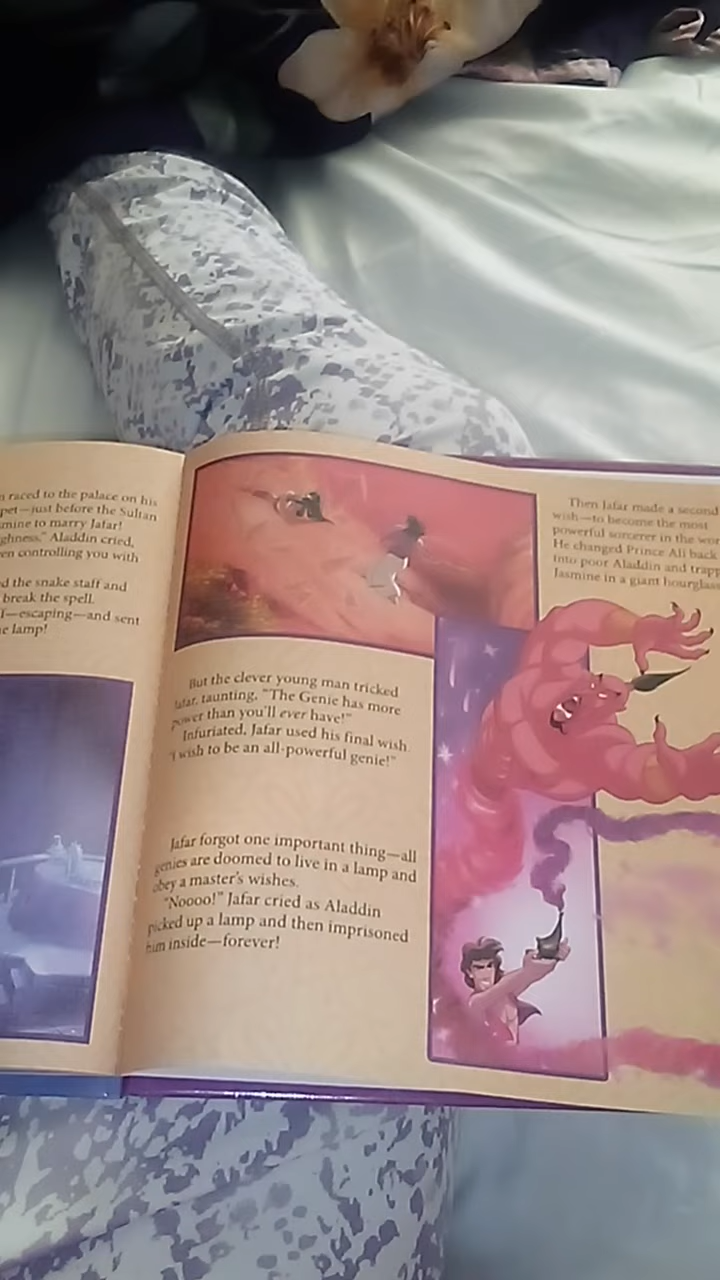 raced to the palace on his
pet—just before the Sultan
mine to marry Jafar!
ghness," Aladdin cried,
en controlling you with
d the snake staff and
break the spell.
—escaping—and sent
e lamp!
But the clever young man tricked
Jafar, taunting, "The Genie has more
power than you'll ever have!"
Infuriated, Jafar used his final wish.
"I wish to be an all-powerful genie!"
Jafar forgot one important thing—all
genies are doomed to live in a lamp and
obey a master's wishes.
"Noooo!" Jafar cried as Aladdin
picked up a lamp and then imprisoned
him inside—forever!
Then Jafar made a second
wish—to become the most
powerful sorcerer in the wor
He changed Prince Ali back
into poor Aladdin and trapp
Jasmine in a giant hourglass